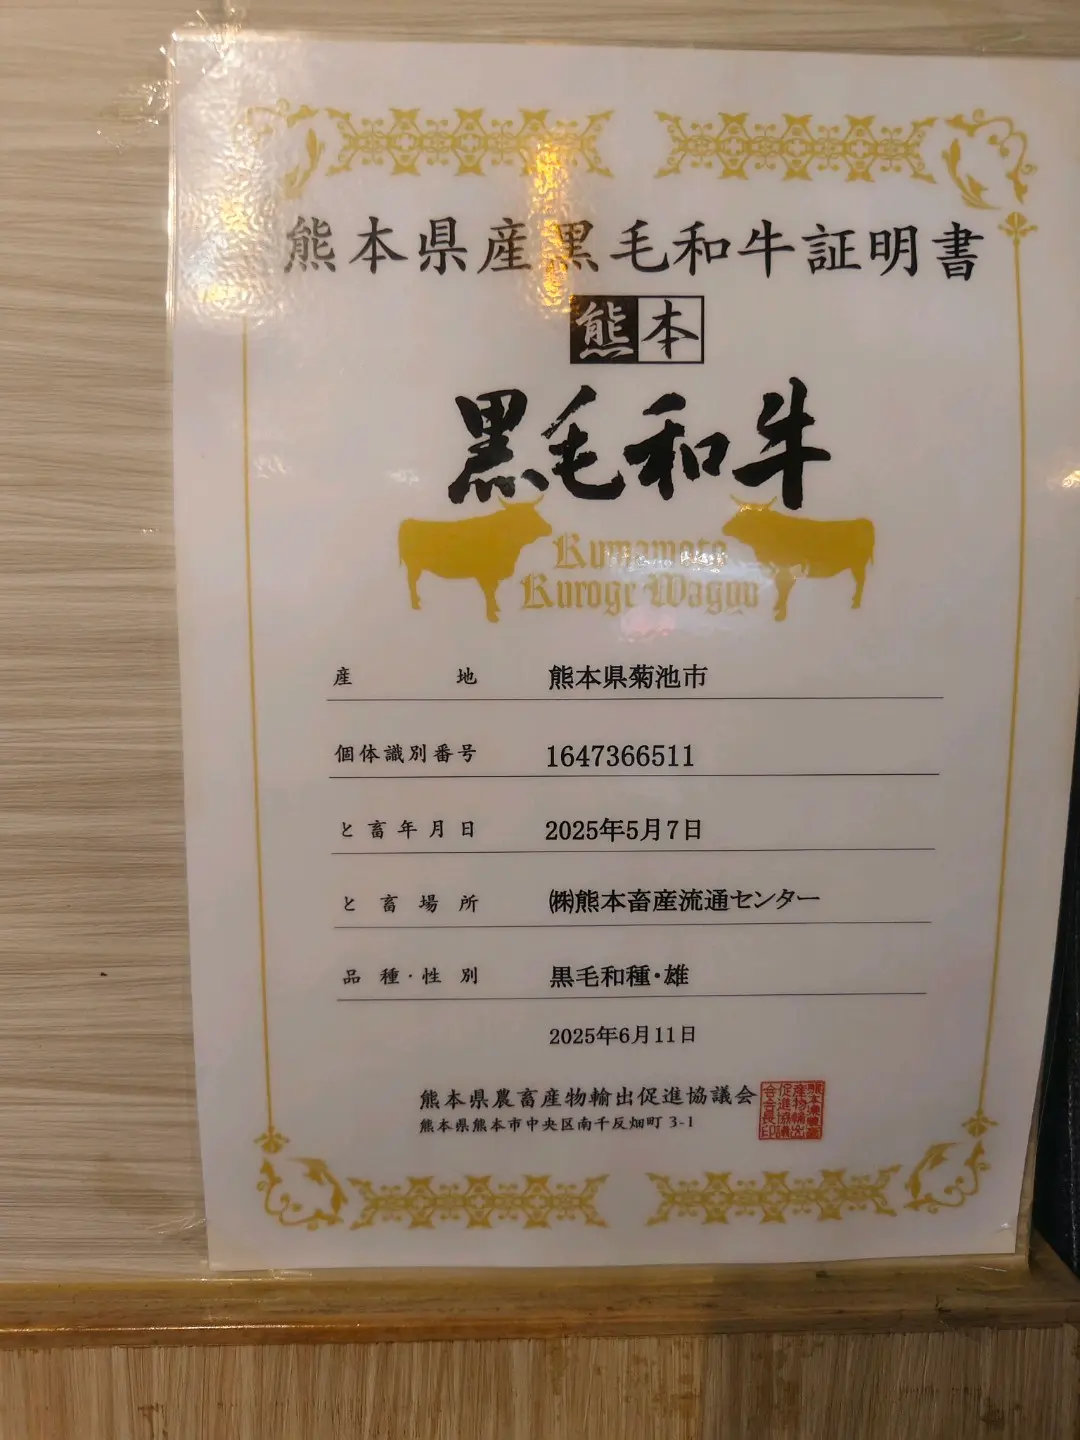 熊本県産黒毛和牛証明書
熊本
黒毛和牛
Kumamoto
Kuroge Wagyu
産地 熊本県菊池市
個体識別番号 1647366511
と畜年月日 2025年5月7日
と畜場所 ㈱熊本畜産流通センター
品種・性別 黒毛和種・雄
2025年6月11日
熊本県農畜産物輸出促進協議会
熊本県熊本市中央区南千反畑町 3-1